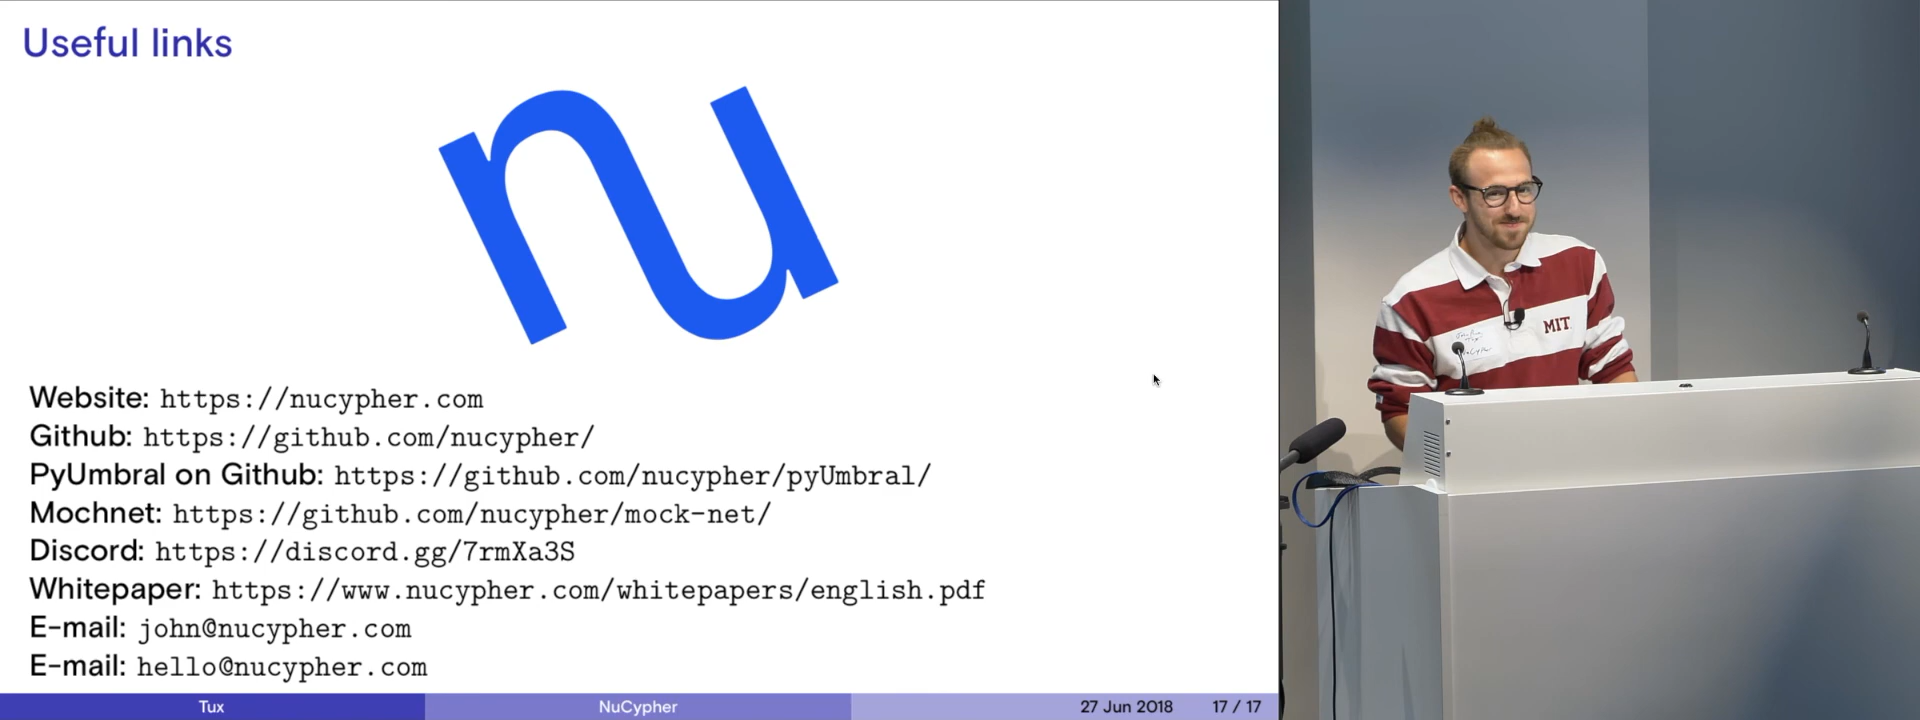 Useful links
nu
Website: https://nucypher.com
Github: https://github.com/nucypher/
PyUmbral on Github: https://github.com/nucypher/pyUmbral/
Mochnet: https://github.com/nucypher/mock-net/
Discord: https://discord.gg/7rmXa3S
Whitepaper: https://www.nucypher.com/whitepapers/english.pdf
E-mail: john@nucypher.com
E-mail: hello@nucypher.com
Tux NuCypher 27 Jun 2018 17 / 17
MIT